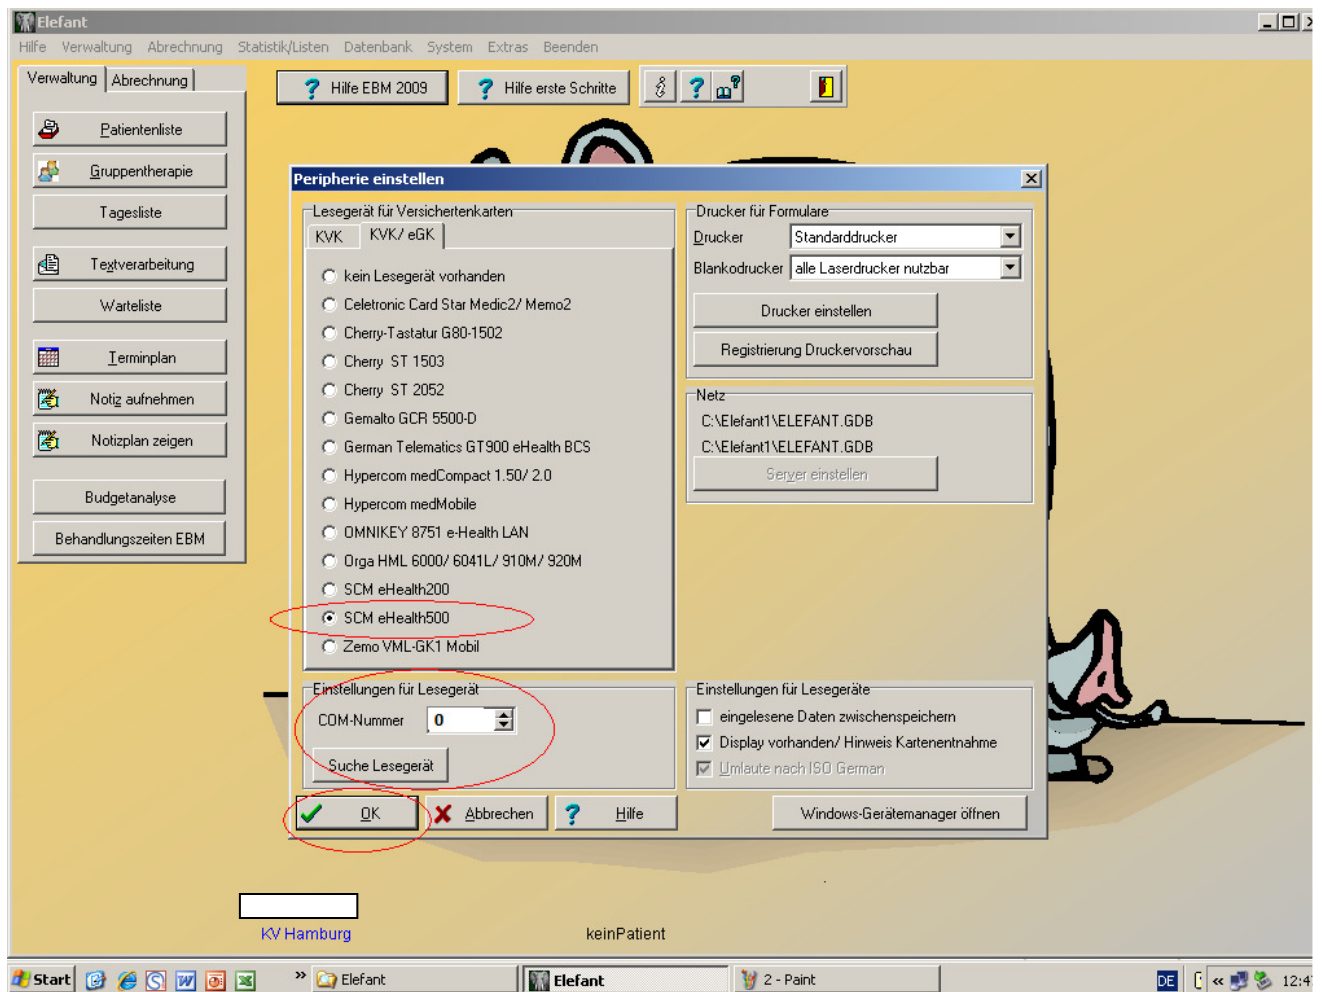 Elefant
Hilfe Verwaltung Abrechnung Statistik/Listen Datenbank System Extras Beenden
Verwaltung Abrechnung
Hilfe EBM 2009 Hilfe erste Schritte
Patientenliste
Gruppentherapie
Tagesliste
Textverarbeitung
Warteliste
Terminplan
Notiz aufnehmen
Notizplan zeigen
Budgetanalyse
Behandlungszeiten EBM
Peripherie einstellen
Lesegerät für Versichertenkarten
KVK KVK/ eGK
kein Lesegerät vorhanden
Celetronic Card Star Medic2/ Memo2
Cherry-Tastatur G80-1502
Cherry ST 1503
Cherry ST 2052
Gemalto GCR 5500-D
German Telematics GT900 eHealth BCS
Hypercom medCompact 1.50/ 2.0
Hypercom medMobile
OMNIKEY 8751 e-Health LAN
Orga HML 6000/ 6041L/ 910M/ 920M
SCM eHealth200
SCM eHealth500
Zemo VML-GK1 Mobil
Einstellungen für Lesegerät
COM-Nummer 0
Suche Lesegerät
Drucker für Formulare
Drucker Standarddrucker
Blankodrucker alle Laserdrucker nutzbar
Drucker einstellen
Registrierung Druckervorschau
Netz
C:\Elefant1\ELEFANT.GDB
C:\Elefant1\ELEFANT.GDB
Server einstellen
Einstellungen für Lesegeräte
eingelesene Daten zwischenspeichern
Display vorhanden/ Hinweis Kartenentnahme
Umlaute nach ISO German
OK Abbrechen Hilfe Windows-Gerätemanager öffnen
KV Hamburg keinPatient
Start » Elefant Elefant 2 - Paint DE « 12:4